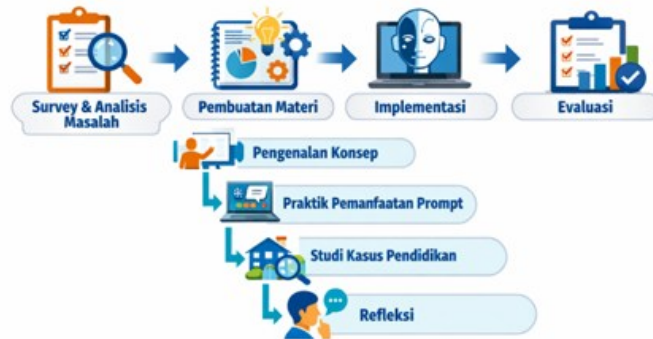 Survey & Analisis
Masalah
Pembuatan Materi
Implementasi
Evaluasi
Pengenalan Konsep
Praktik Pemanfaatan Prompt
Studi Kasus Pendidikan
Refleksi